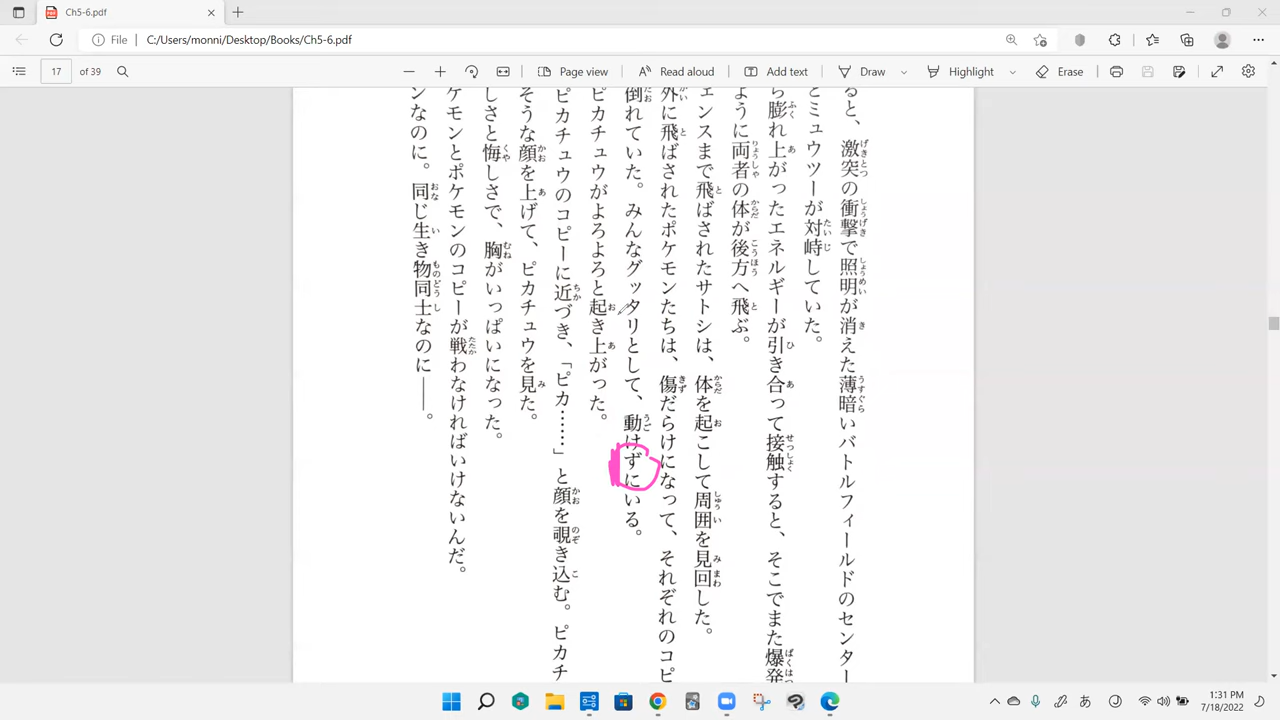 Ch5-6.pdf
File
C:/Users/monni/Desktop/Books/Ch5-6.pdf
17 of 39
Page view
Read aloud
Add text
Draw
Highlight
Erase
ると、激突の衝撃で照明が消えた薄暗いバトルフィールドのセンター
とミュウツーが対峙していた。
ら膨れ上がったエネルギーが引き合って接触すると、そこでまた爆発
ように両者の体が後方へ飛ぶ。
ェンスまで飛ばされたサトシは、体を起こして周囲を見回した。
外に飛ばされたポケモンたちは、傷だらけになって、それぞれのコピ
倒れていた。みんなグッタリとして、動けずにいる。
ピカチュウがよろよろと起き上がった。
ピカチュウのコピーに近づき、「ピカ……」と顔を覗き込む。ピカチ
そうな顔を上げて、ピカチュウを見た。
しさと悔しさで、胸がいっぱいになった。
ケモンとポケモンのコピーが戦わなければいけないんだ。
ンなのに。同じ生き物同士なのに――。
あ
1:31 PM
7/18/2022